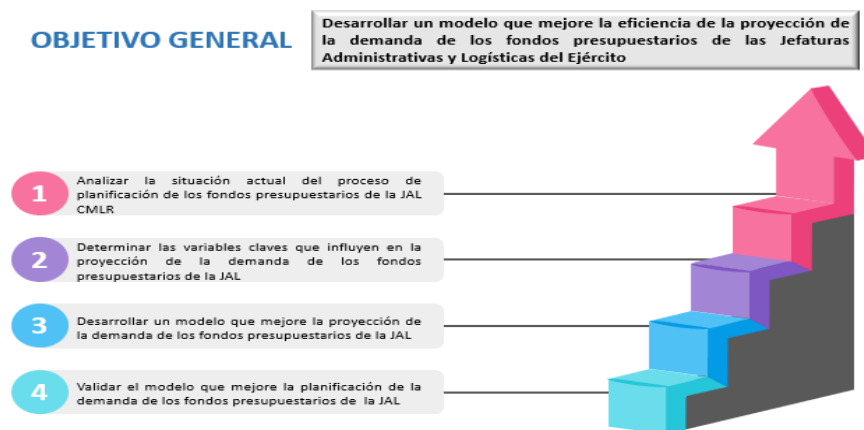 OBJETIVO GENERAL
Desarrollar un modelo que mejore la eficiencia de la proyección de
la demanda de los fondos presupuestarios de las Jefaturas
Administrativas y Logísticas del Ejército
1
Analizar la situación actual del proceso de
planificación de los fondos presupuestarios de la JAL
CMLR
2
Determinar las variables claves que influyen en la
proyección de la demanda de los fondos
presupuestarios de la JAL
3
Desarrollar un modelo que mejore la proyección de
la demanda de los fondos presupuestarios de la JAL
4
Validar el modelo que mejore la planificación de la
demanda de los fondos presupuestarios de la JAL